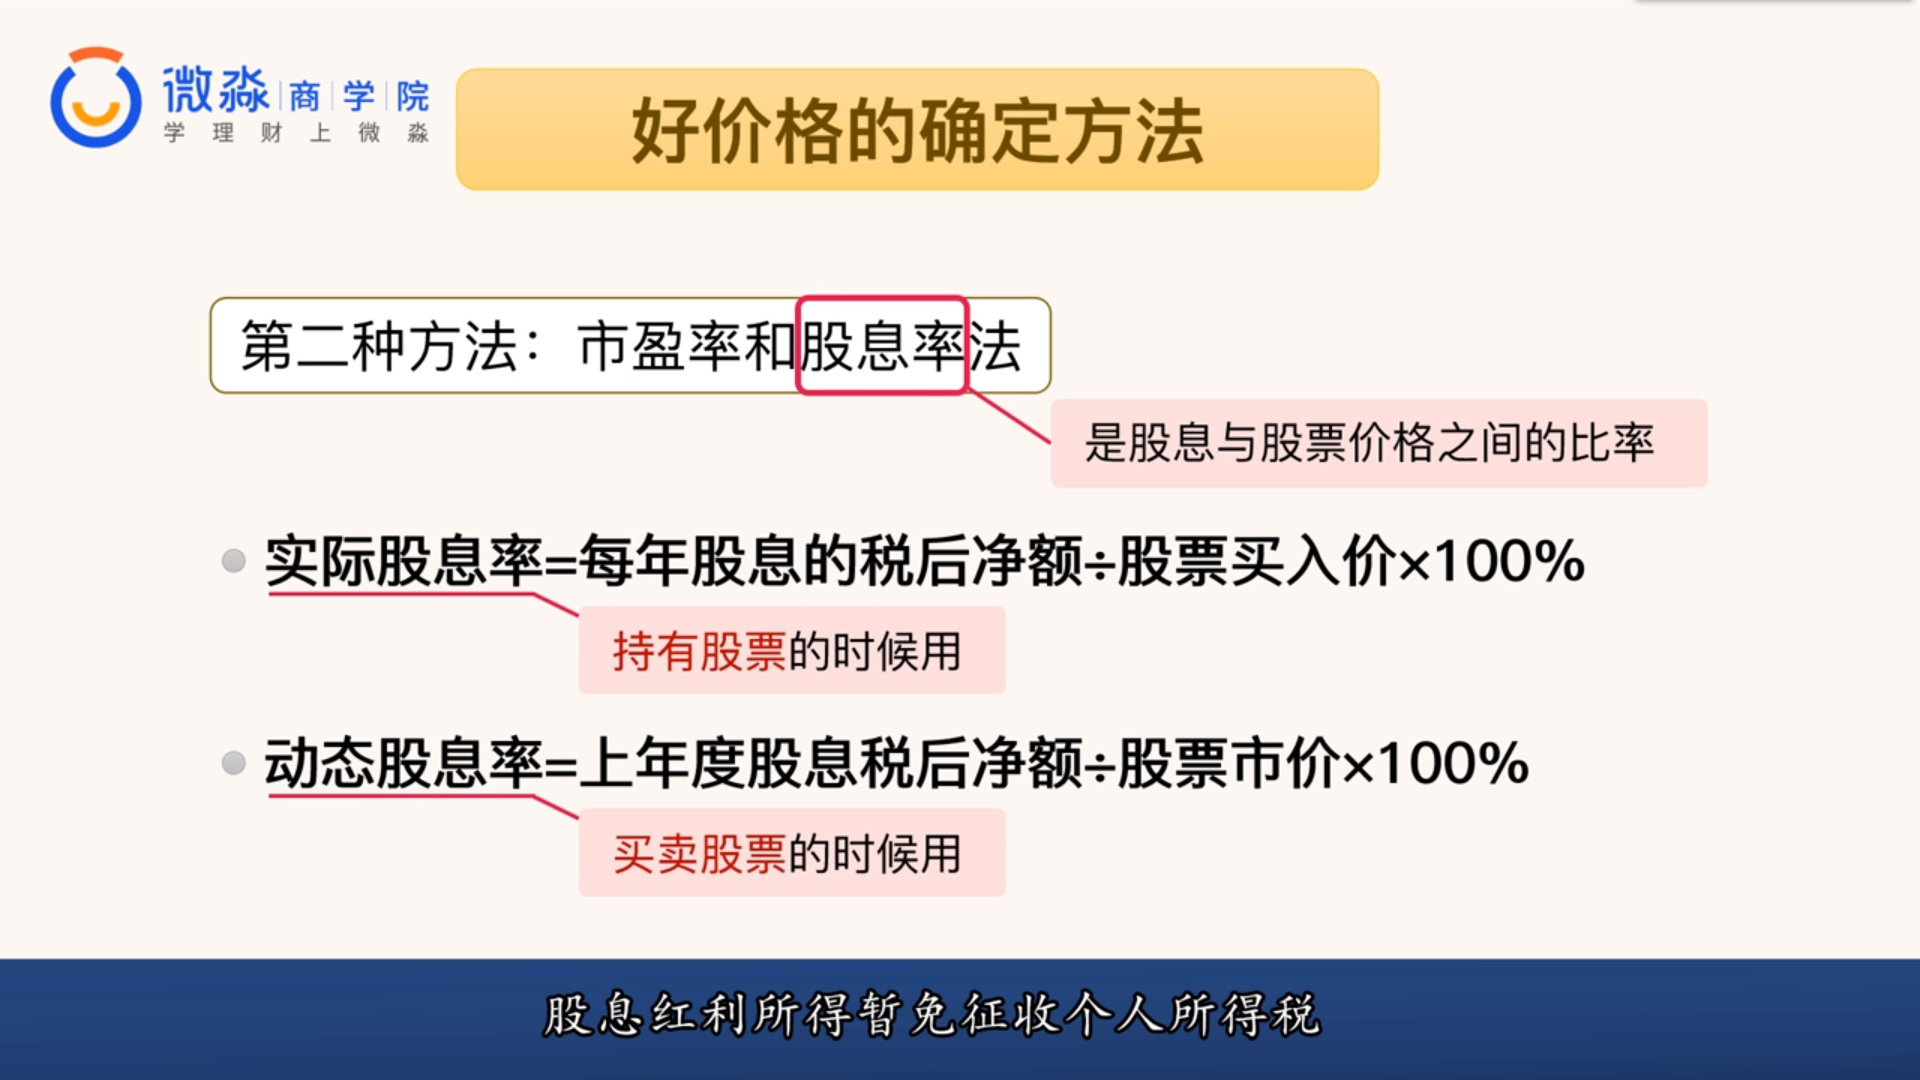 微淼 商学院
学理财上微淼
好价格的确定方法
第二种方法：市盈率和股息率法
是股息与股票价格之间的比率
实际股息率=每年股息的税后净额÷股票买入价×100%
持有股票的时候用
动态股息率=上年度股息税后净额÷股票市价×100%
买卖股票的时候用
股息红利所得暂免征收个人所得税